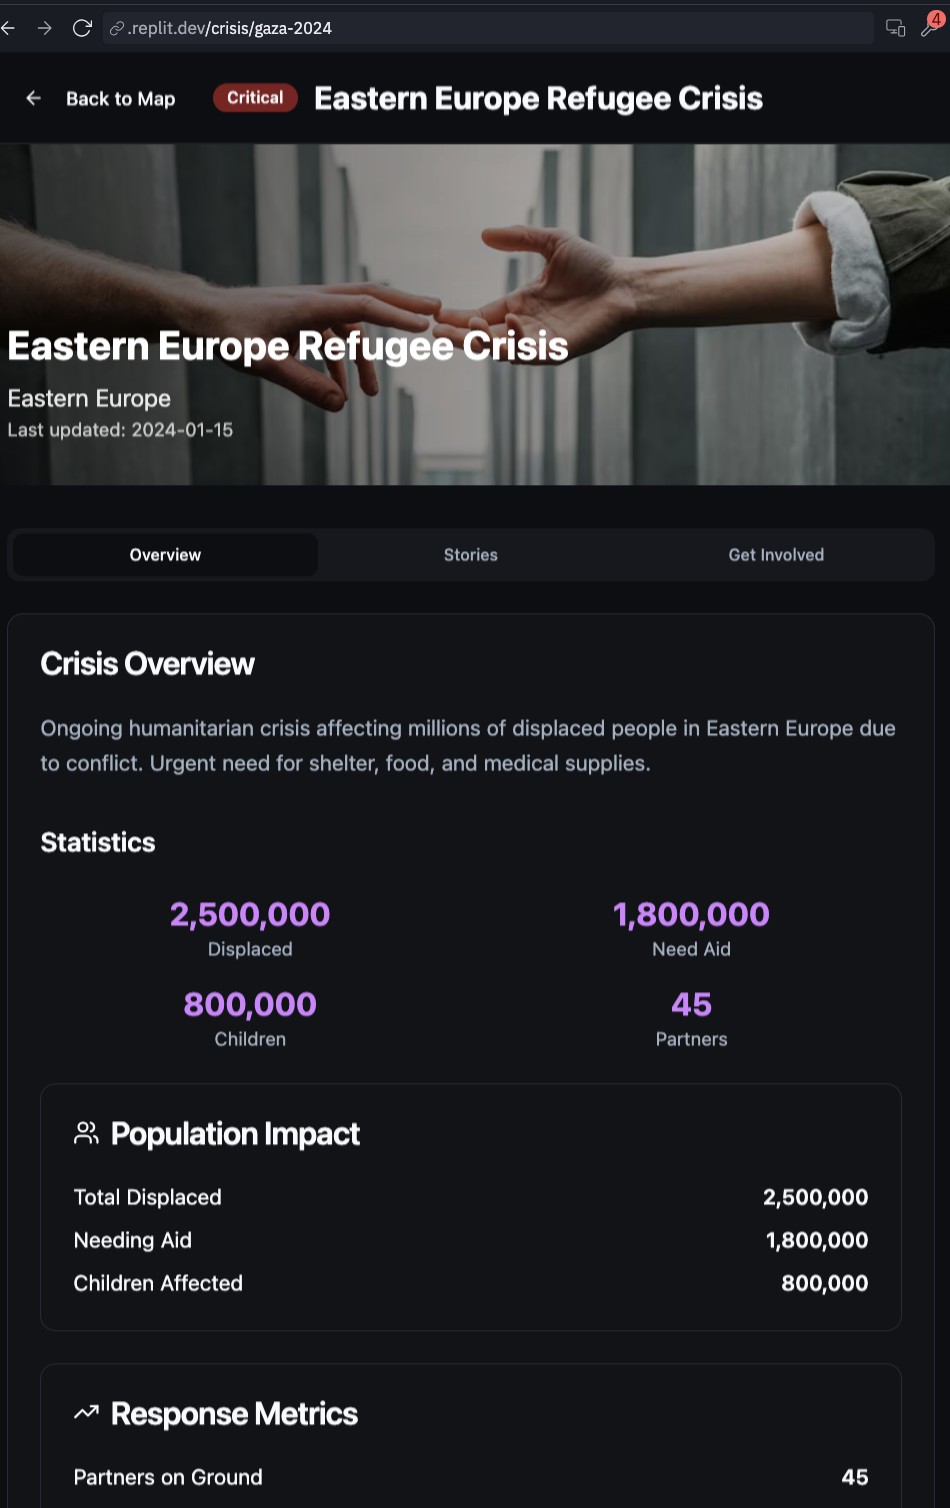 .replit.dev/crisis/gaza-2024
4
Back to Map
Critical
Eastern Europe Refugee Crisis
Eastern Europe Refugee Crisis
Eastern Europe
Last updated: 2024-01-15
Overview
Stories
Get Involved
Crisis Overview
Ongoing humanitarian crisis affecting millions of displaced people in Eastern Europe due
to conflict. Urgent need for shelter, food, and medical supplies.
Statistics
2,500,000
Displaced
1,800,000
Need Aid
800,000
Children
45
Partners
Population Impact
Total Displaced 2,500,000
Needing Aid 1,800,000
Children Affected 800,000
Response Metrics
Partners on Ground 45